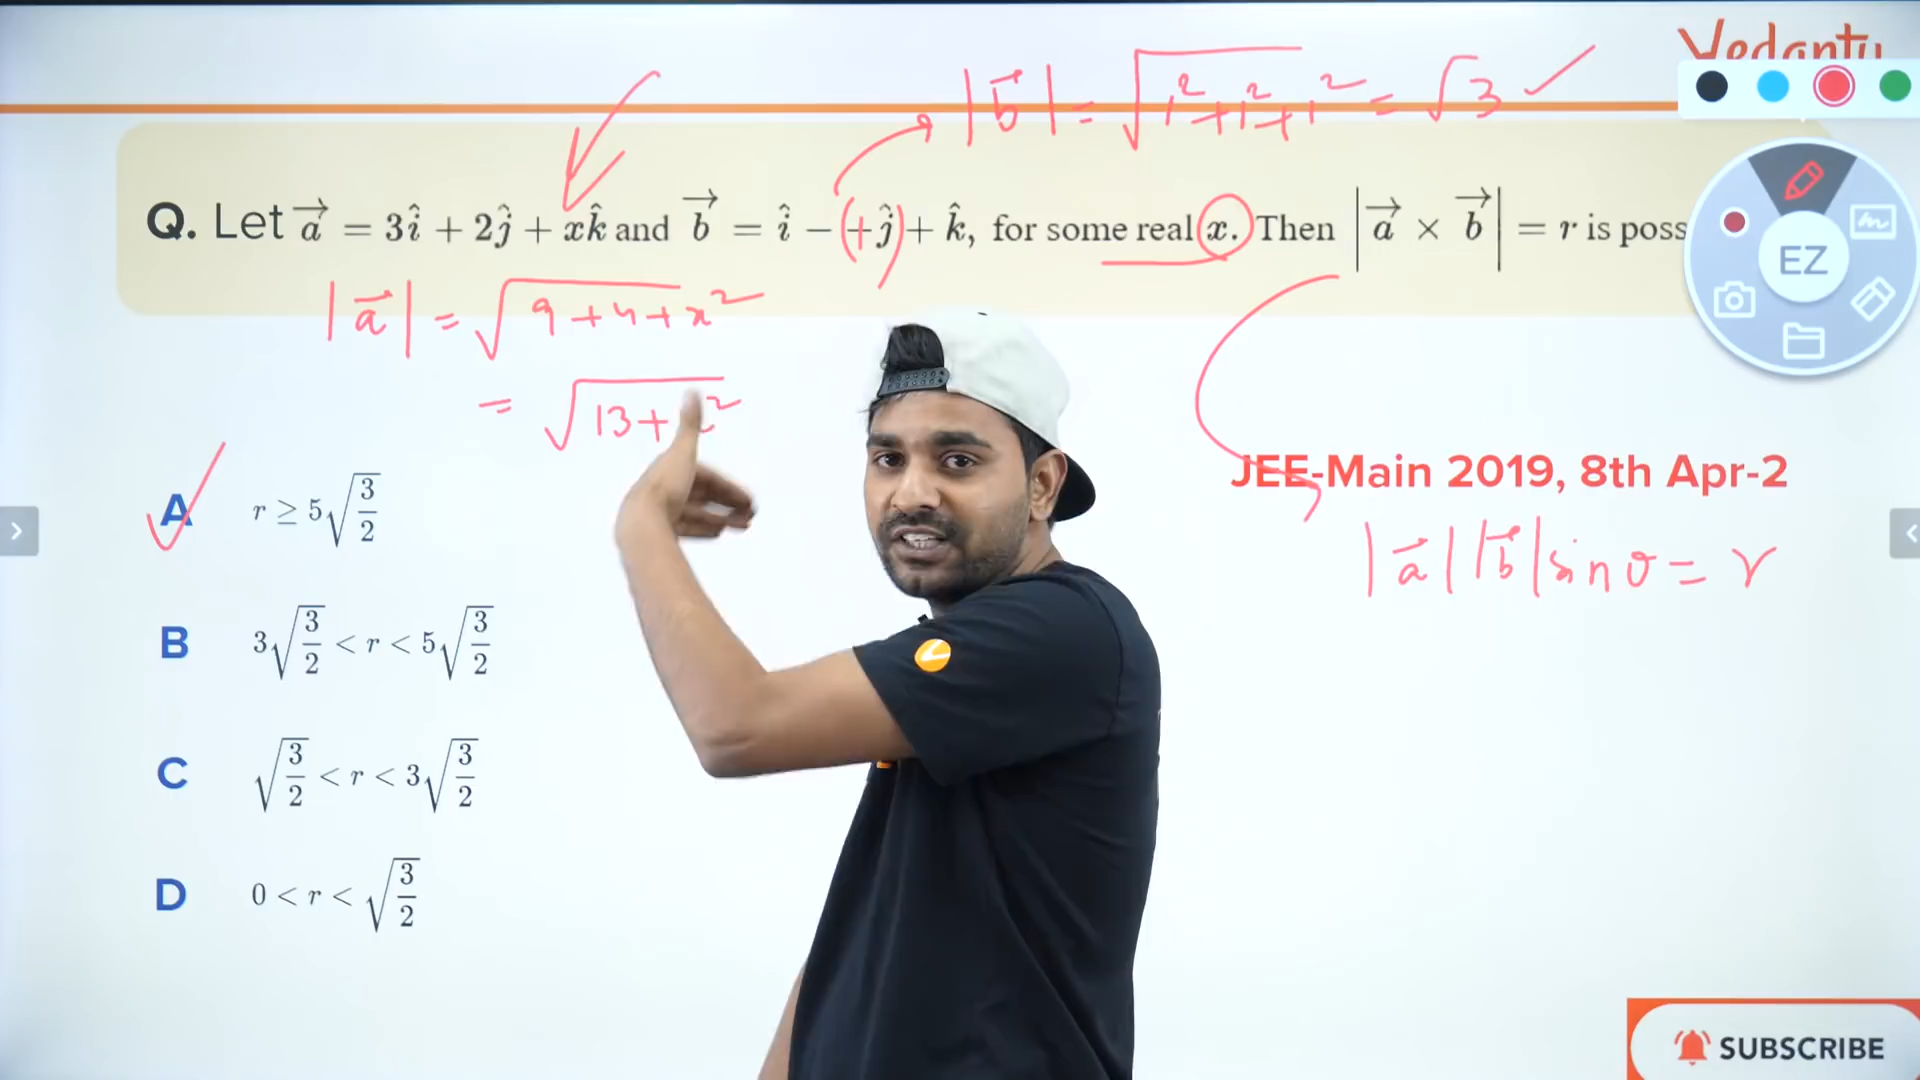 Vedantu
|b⃗| = √1²+1²+1² = √3 ✓
Q. Let a⃗ = 3î + 2ĵ + xk̂ and b⃗ = î − (+ĵ) + k̂, for some real x. Then |a⃗ × b⃗| = r is poss
EZ
|a⃗| = √9+4+x²
= √13+ ²
JEE-Main 2019, 8th Apr-2
A r ≥ 5√(3/2)
|a⃗||b⃗| sin θ = r
B 3√(3/2) < r < 5√(3/2)
C √(3/2) < r < 3√(3/2)
D 0 < r < √(3/2)
SUBSCRIBE